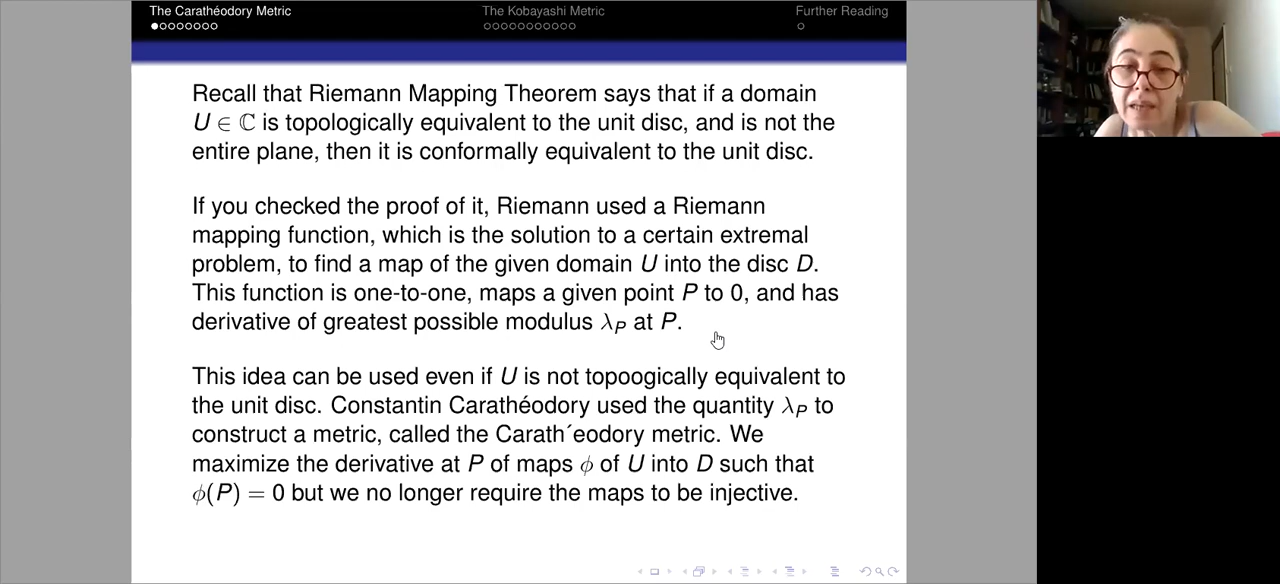 The Carathéodory Metric
The Kobayashi Metric
Further Reading
Recall that Riemann Mapping Theorem says that if a domain
U ∈ ℂ is topologically equivalent to the unit disc, and is not the
entire plane, then it is conformally equivalent to the unit disc.
If you checked the proof of it, Riemann used a Riemann
mapping function, which is the solution to a certain extremal
problem, to find a map of the given domain U into the disc D.
This function is one-to-one, maps a given point P to 0, and has
derivative of greatest possible modulus λ_P at P.
This idea can be used even if U is not topoogically equivalent to
the unit disc. Constantin Carathéodory used the quantity λ_P to
construct a metric, called the Carath´eodory metric. We
maximize the derivative at P of maps ϕ of U into D such that
ϕ(P) = 0 but we no longer require the maps to be injective.